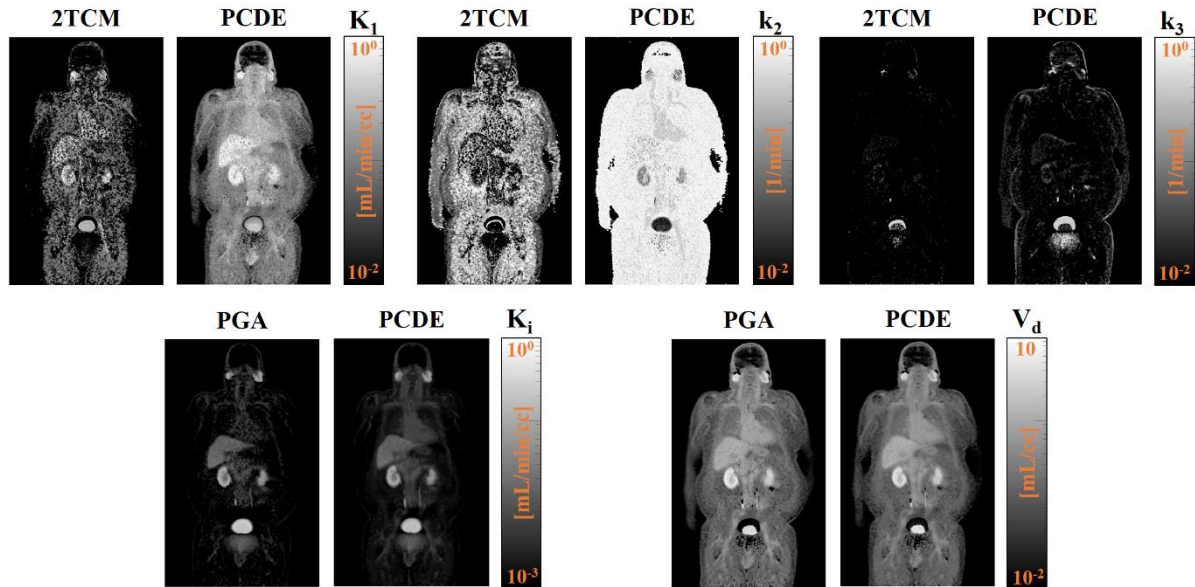 2TCM PCDE K1 2TCM PCDE k2 2TCM PCDE k3
10^0 10^0 10^0
[mL/min/cc] [1/min] [1/min]
10^-2 10^-2 10^-2
PGA PCDE Ki PGA PCDE Vd
10^0 10
[mL/min/cc] [mL/cc]
10^-3 10^-2